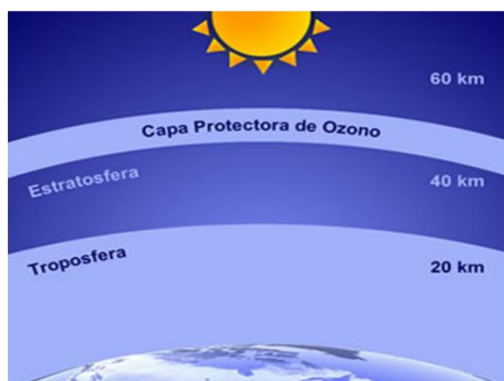 60 km
Capa Protectora de Ozono
Estratosfera
40 km
Troposfera
20 km